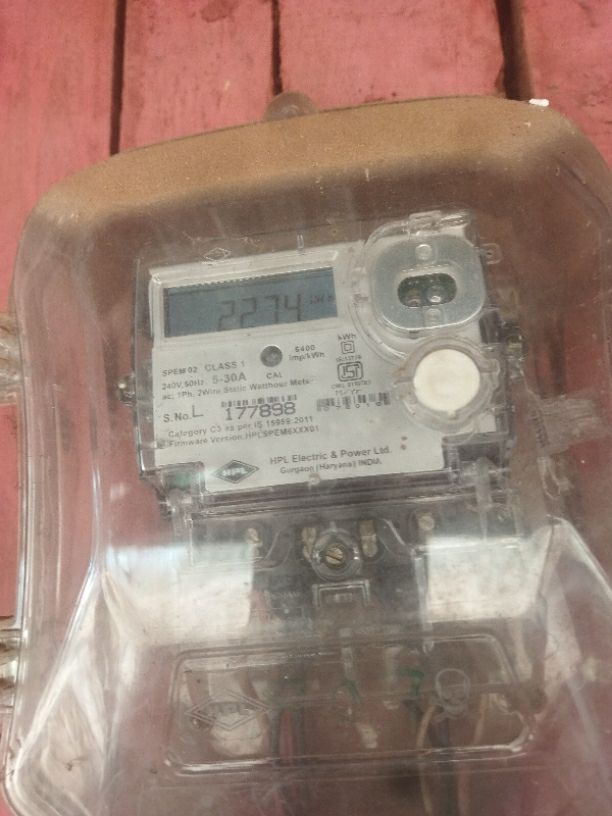 2274
kWh
SPEM 02 CLASS 1
6400
imp/kWh
240V, 50Hz 5-30A CAL
ac, 1Ph, 2Wire Static Watthour Meter
S.No. L 177898
Category C3 as per IS 15959:2011
Firmware Version:HPLSPEM6XXX01
HPL
HPL Electric & Power Ltd.
Gurgaon (Haryana) INDIA